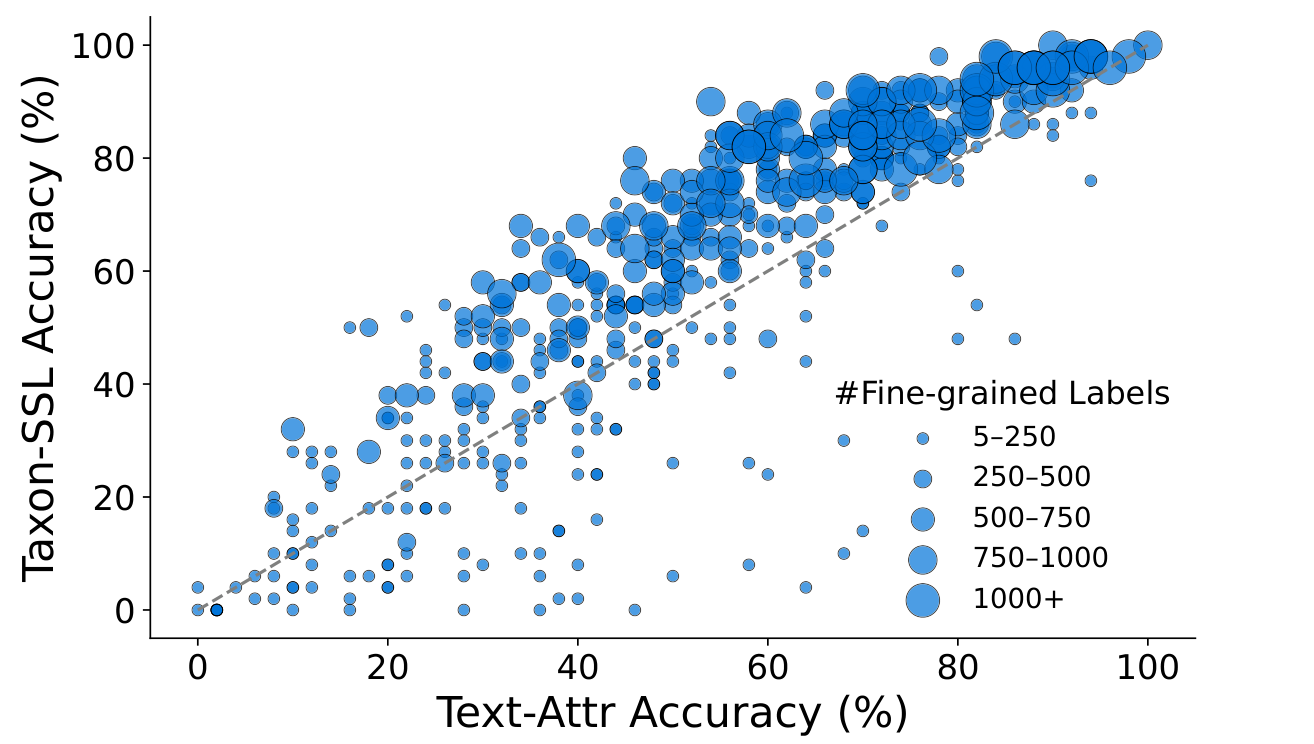 Taxon-SSL Accuracy (%)
100
80
60
40
20
0
#Fine-grained Labels
5–250
250–500
500–750
750–1000
1000+
0 20 40 60 80 100
Text-Attr Accuracy (%)